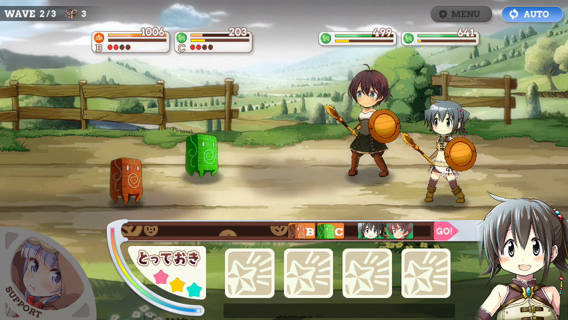 WAVE 2/3 3
MENU
AUTO
1006
B
203
C
499
641
B C GO!
とっておき
SUPPORT